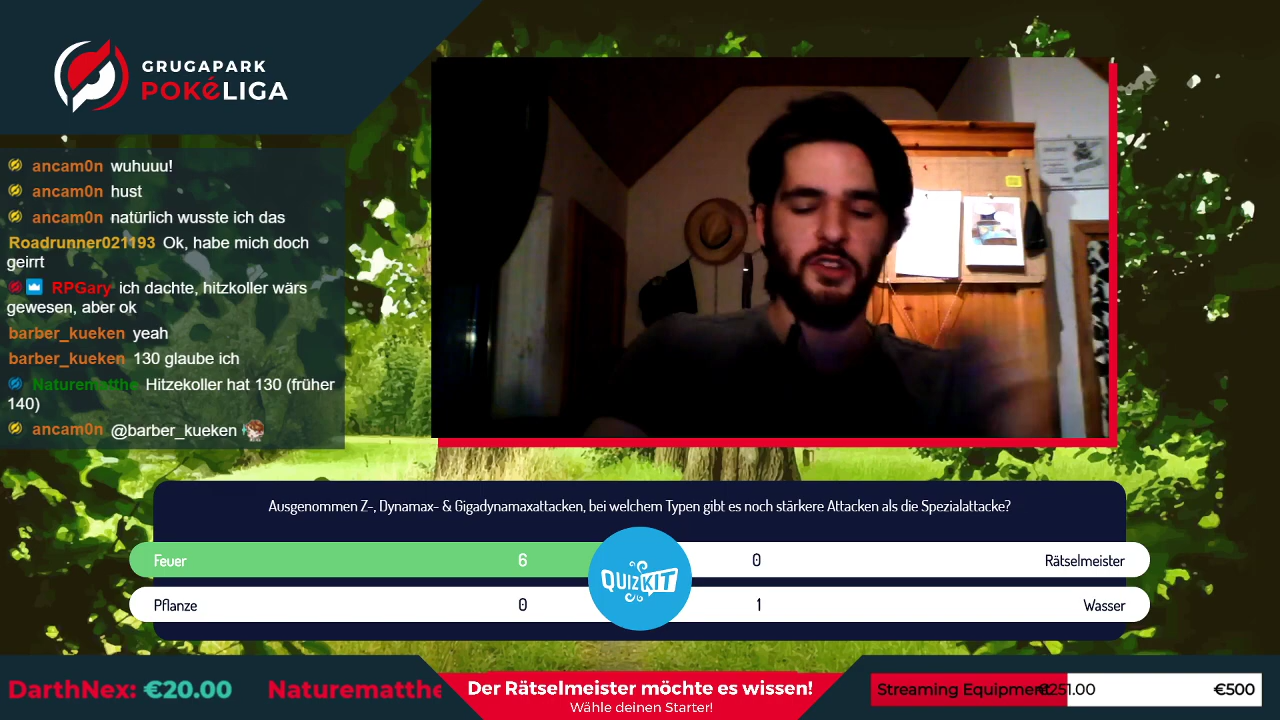 GRUGAPARK
POKéLIGA
ancam0n wuhuuu!
ancam0n hust
ancam0n natürlich wusste ich das
Roadrunner021193 Ok, habe mich doch
geirrt
RPGary ich dachte, hitzkoller wärs
gewesen, aber ok
barber_kueken yeah
barber_kueken 130 glaube ich
Naturematthe Hitzekoller hat 130 (früher
140)
ancam0n @barber_kueken
Ausgenommen Z-, Dynamax- & Gigadynamaxattacken, bei welchem Typen gibt es noch stärkere Attacken als die Spezialattacke?
Feuer 6 0 Rätselmeister
QUIZKIT
Pflanze 0 1 Wasser
DarthNex: €20.00 Naturematthe
Der Rätselmeister möchte es wissen!
Wähle deinen Starter!
Streaming Equipment €251.00 €500